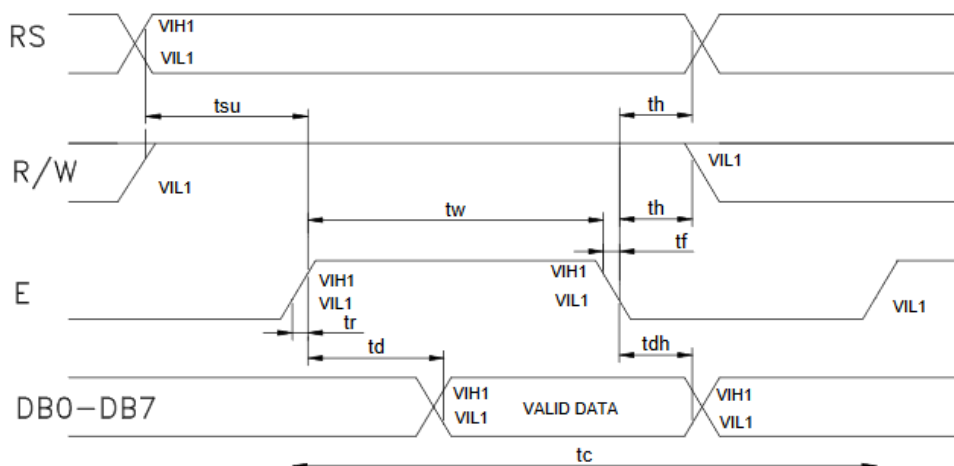 RS
VIH1
VIL1
tsu
th
R/W
VIL1
VIL1
tw
th
tf
E
VIH1
VIL1
VIH1
VIL1
VIL1
tr
td
tdh
DB0-DB7
VIH1
VIL1
VALID DATA
VIH1
VIL1
tc